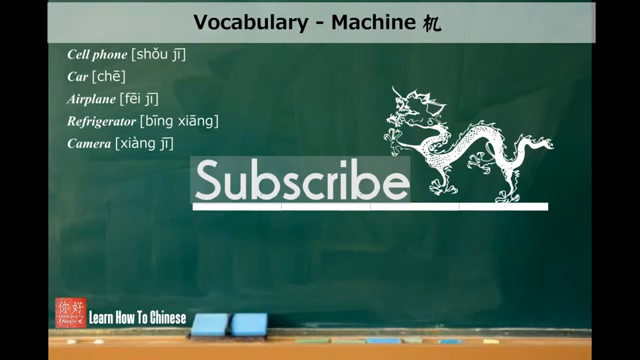 Vocabulary - Machine 机
Cell phone [shǒu jī]
Car [chē]
Airplane [fēi jī]
Refrigerator [bīng xiāng]
Camera [xiàng jī]
Subscribe
你好
Learn How To Chinese